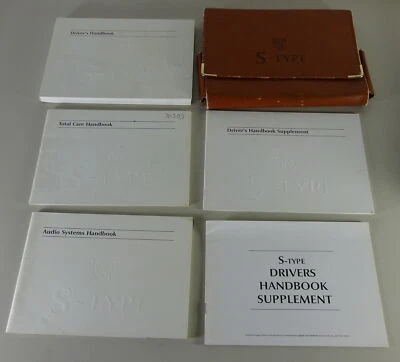 Driver's Handbook
S-TYPE
Total Care Handbook
S-TYPE
Driver's Handbook Supplement
S-TYPE
Audio Systems Handbook
S-TYPE
S-TYPE
DRIVERS
HANDBOOK
SUPPLEMENT